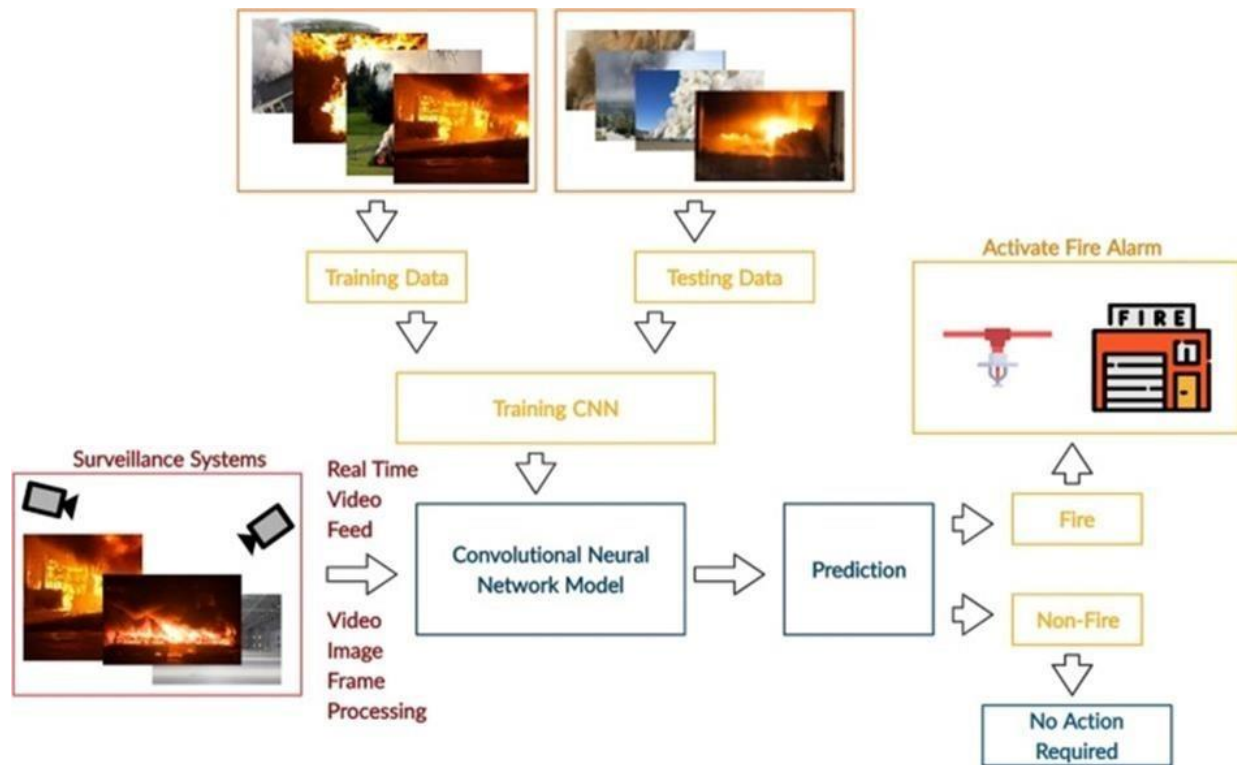 Training Data
Testing Data
Activate Fire Alarm
FIRE
Training CNN
Surveillance Systems
Real Time
Video
Feed
Convolutional Neural
Network Model
Prediction
Fire
Non-Fire
Video
Image
Frame
Processing
No Action
Required